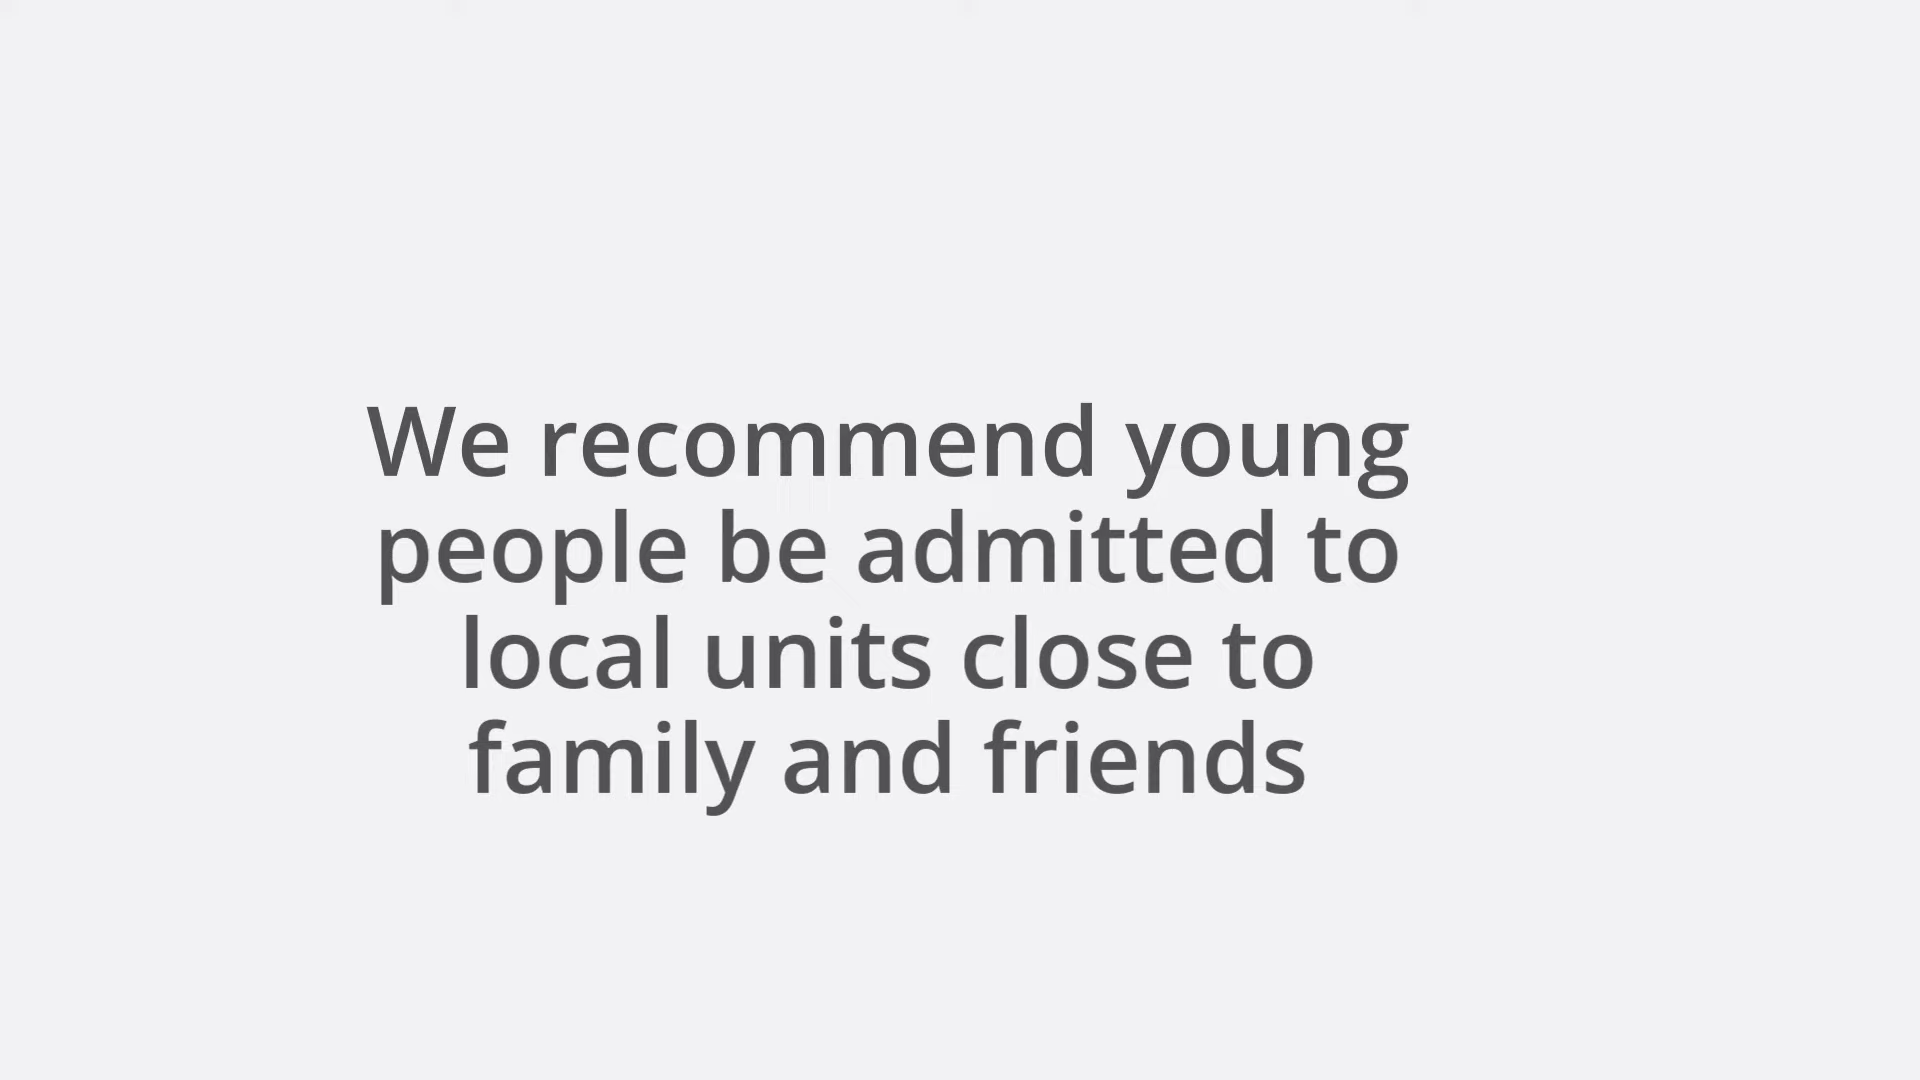 We recommend young
people be admitted to
local units close to
family and friends